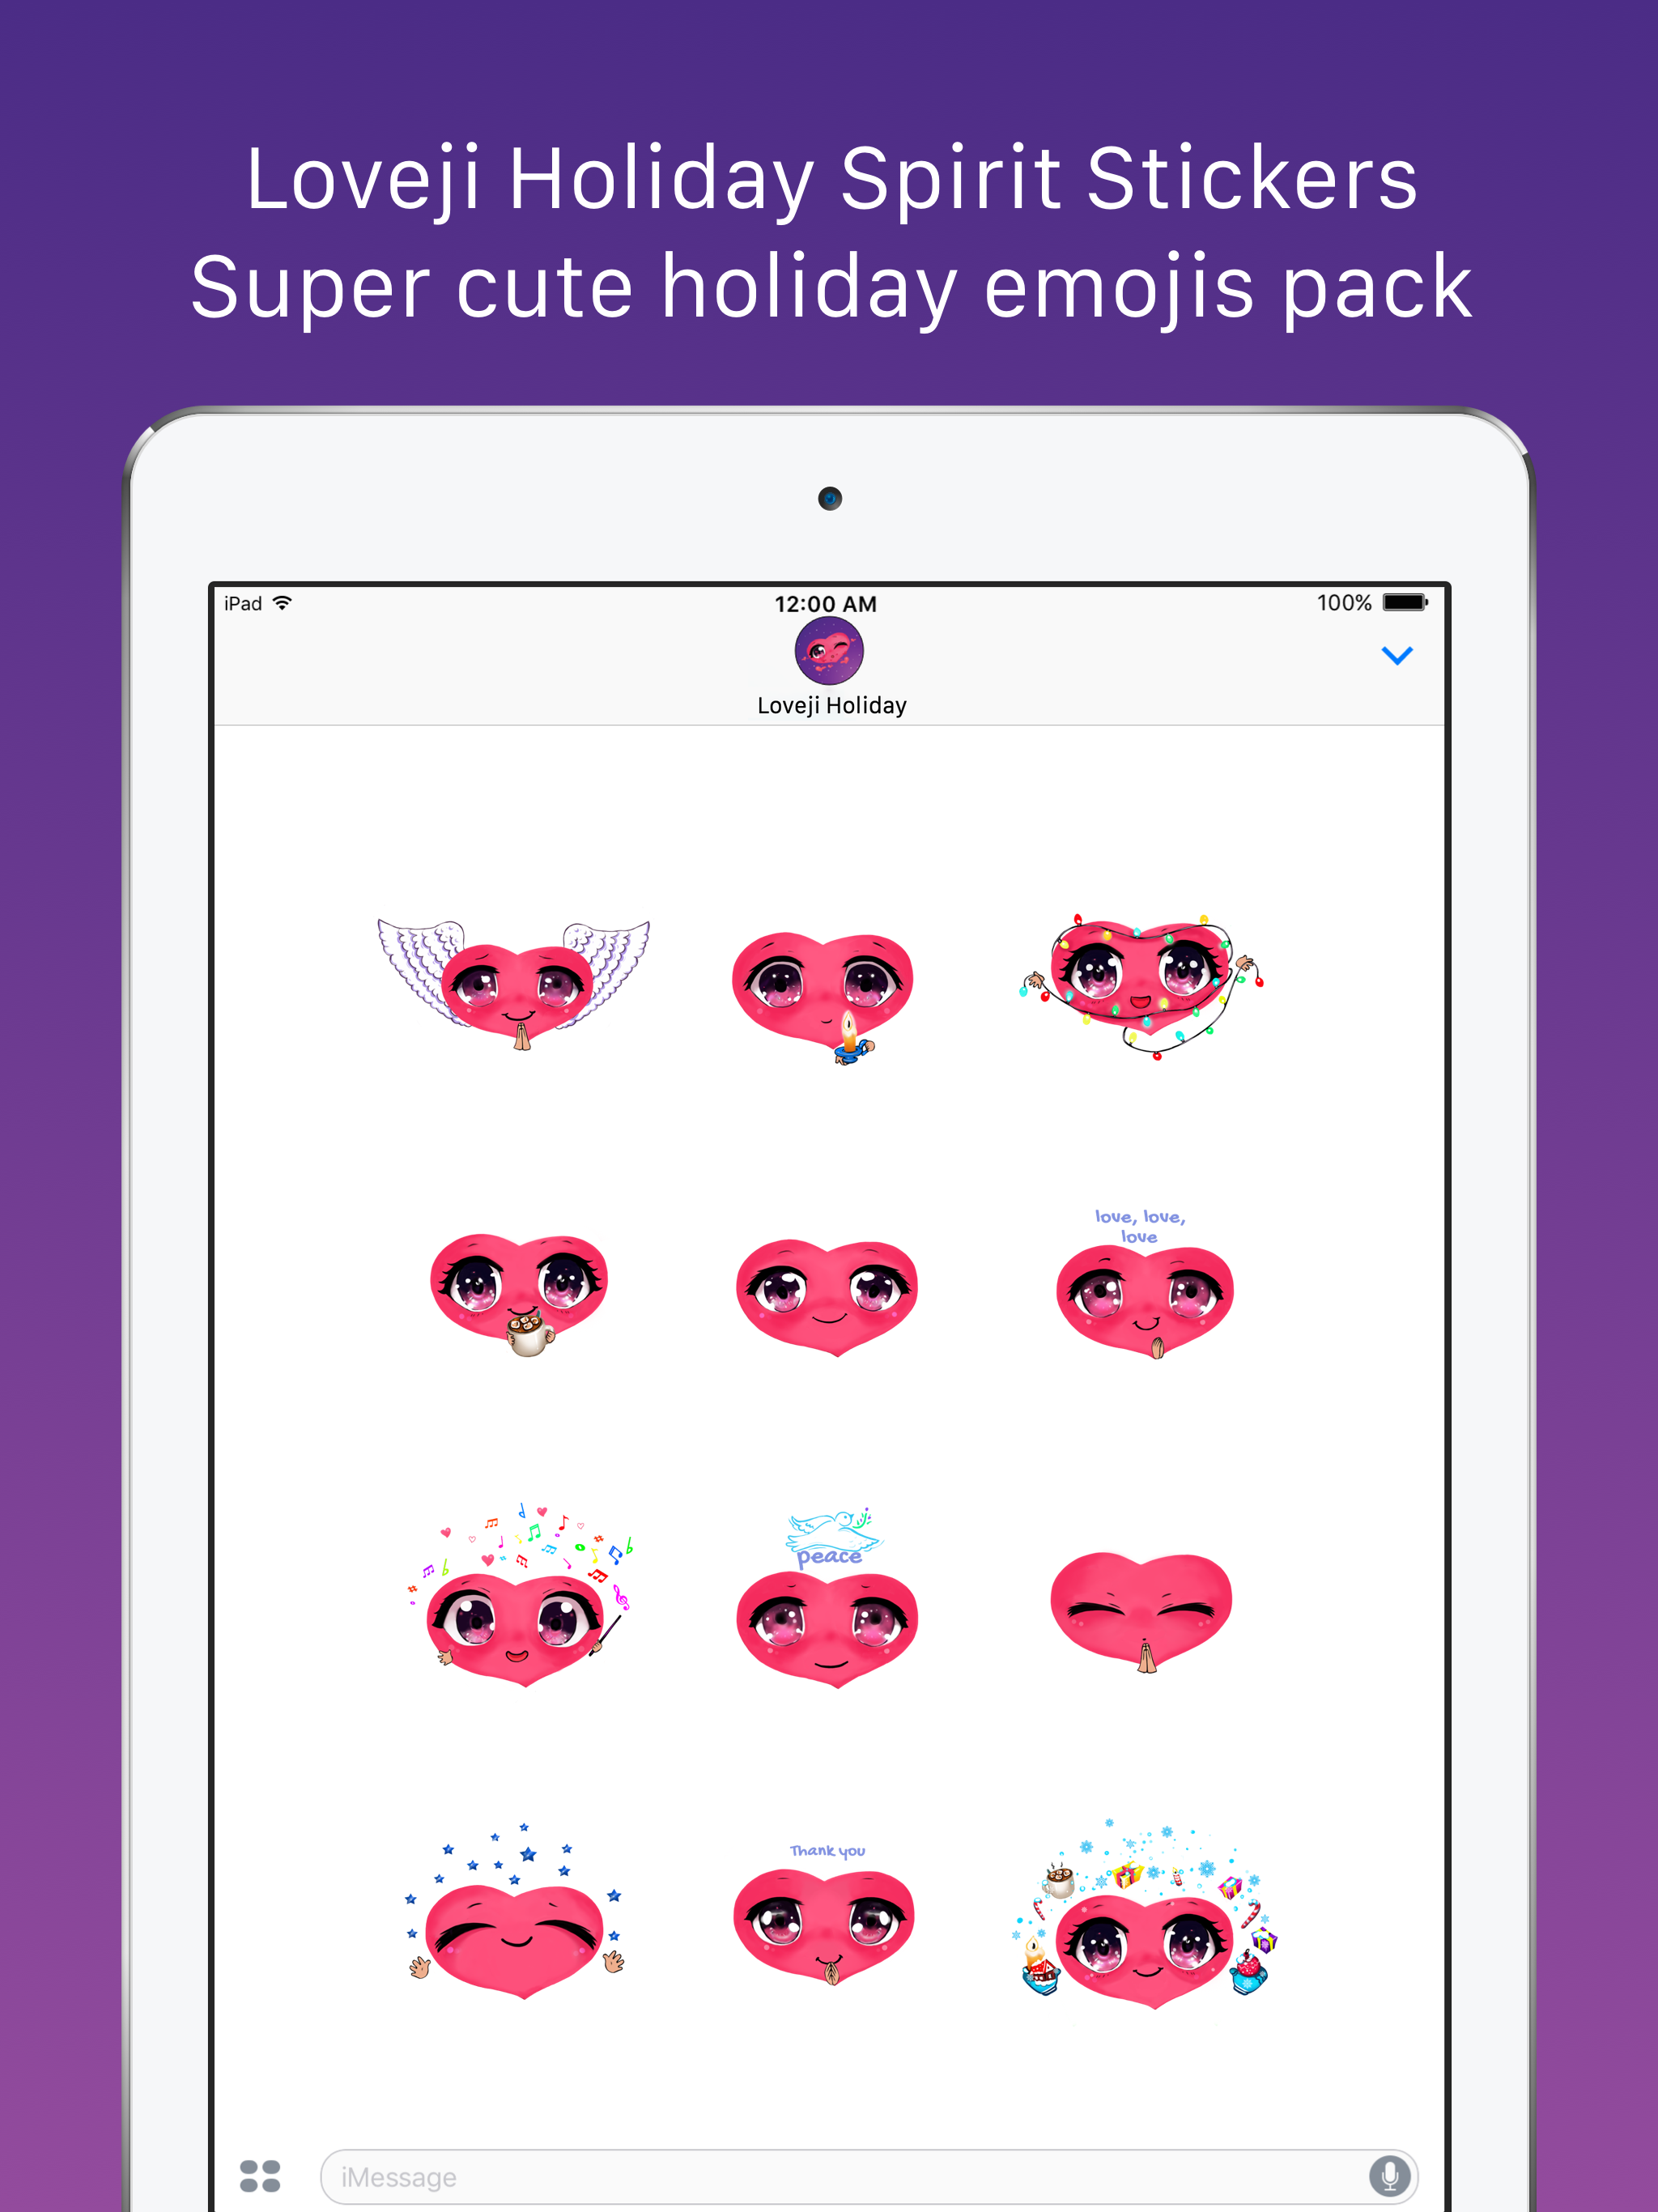 Loveji Holiday Spirit Stickers
Super cute holiday emojis pack
iPad
12:00 AM
100%
Loveji Holiday
love, love,
love
peace
Thank you
iMessage